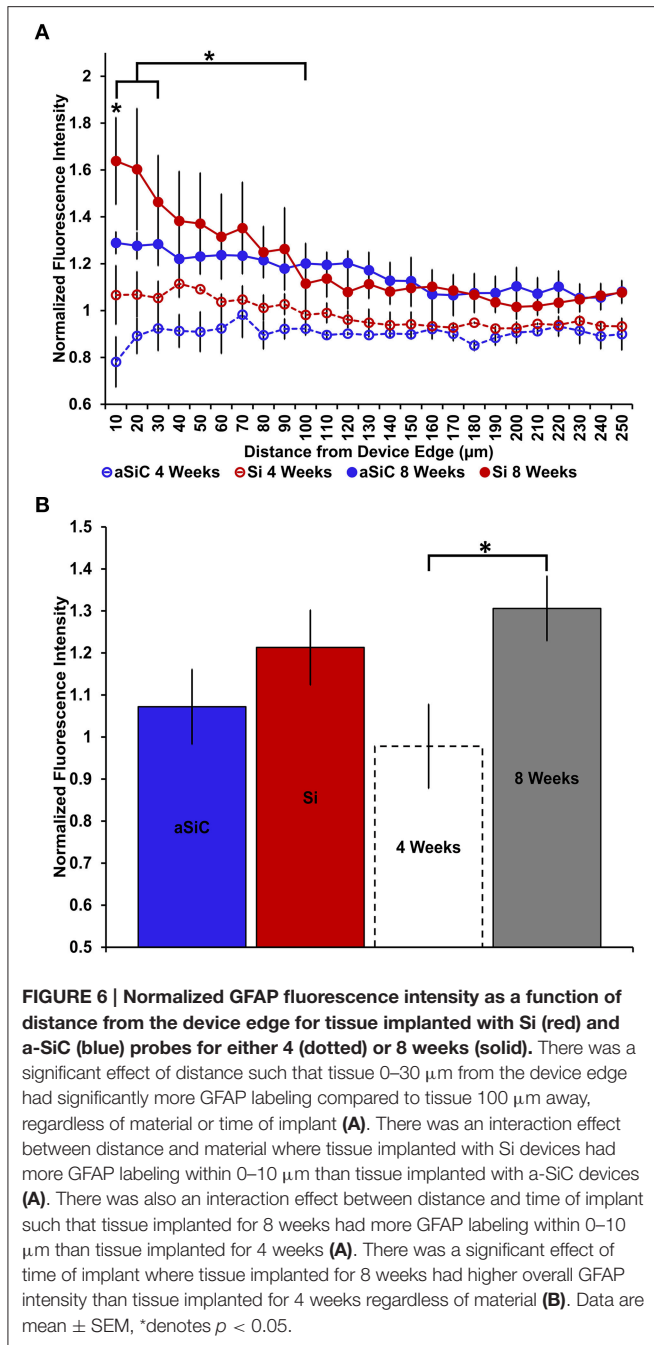 A
*
*
2
1.8
1.6
1.4
1.2
1
0.8
0.6
Normalized Fluorescence Intensity
10 20 30 40 50 60 70 80 90 100 110 120 130 140 150 160 170 180 190 200 210 220 230 240 250
Distance from Device Edge (µm)
aSiC 4 Weeks Si 4 Weeks aSiC 8 Weeks Si 8 Weeks
B
*
1.5
1.4
1.3
1.2
1.1
1
0.9
0.8
0.7
0.6
0.5
Normalized Fluorescence Intensity
aSiC
Si
4 Weeks
8 Weeks
FIGURE 6 | Normalized GFAP fluorescence intensity as a function of
distance from the device edge for tissue implanted with Si (red) and
a-SiC (blue) probes for either 4 (dotted) or 8 weeks (solid). There was a
significant effect of distance such that tissue 0–30 µm from the device edge
had significantly more GFAP labeling compared to tissue 100 µm away,
regardless of material or time of implant (A). There was an interaction effect
between distance and material where tissue implanted with Si devices had
more GFAP labeling within 0–10 µm than tissue implanted with a-SiC devices
(A). There was also an interaction effect between distance and time of implant
such that tissue implanted for 8 weeks had more GFAP labeling within 0–10
µm than tissue implanted for 4 weeks (A). There was a significant effect of
time of implant where tissue implanted for 8 weeks had higher overall GFAP
intensity than tissue implanted for 4 weeks regardless of material (B). Data are
mean ± SEM, *denotes p < 0.05.